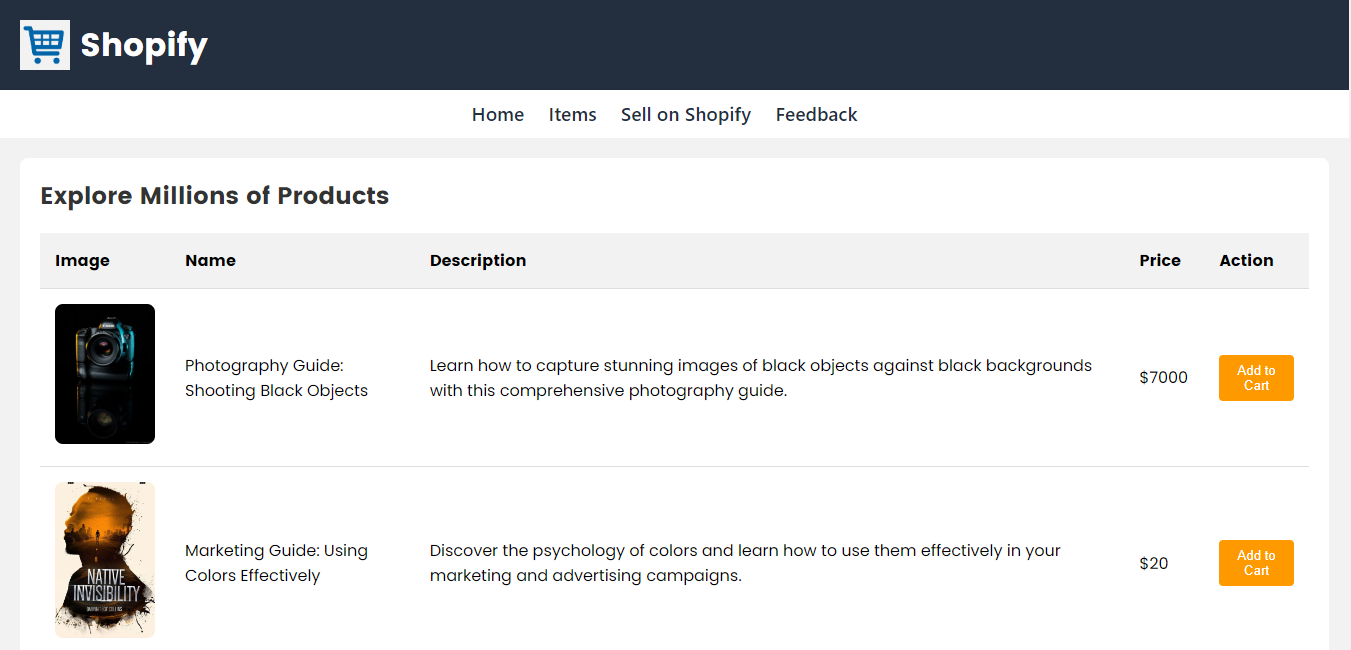 Shopify
Home Items Sell on Shopify Feedback
Explore Millions of Products
Image Name Description Price Action
Photography Guide:
Shooting Black Objects
Learn how to capture stunning images of black objects against black backgrounds
with this comprehensive photography guide.
$7000
Add to
Cart
NATIVE
INVISIBILITY
Marketing Guide: Using
Colors Effectively
Discover the psychology of colors and learn how to use them effectively in your
marketing and advertising campaigns.
$20
Add to
Cart